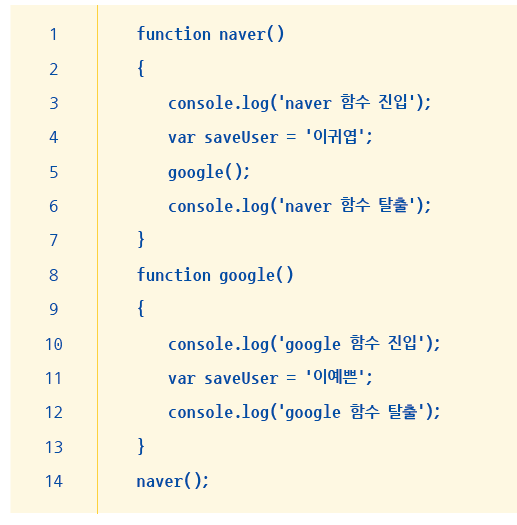 1 function naver()
2 {
3 console.log('naver 함수 진입');
4 var saveUser = '이귀엽';
5 google();
6 console.log('naver 함수 탈출');
7 }
8 function google()
9 {
10 console.log('google 함수 진입');
11 var saveUser = '이예쁜';
12 console.log('google 함수 탈출');
13 }
14 naver();